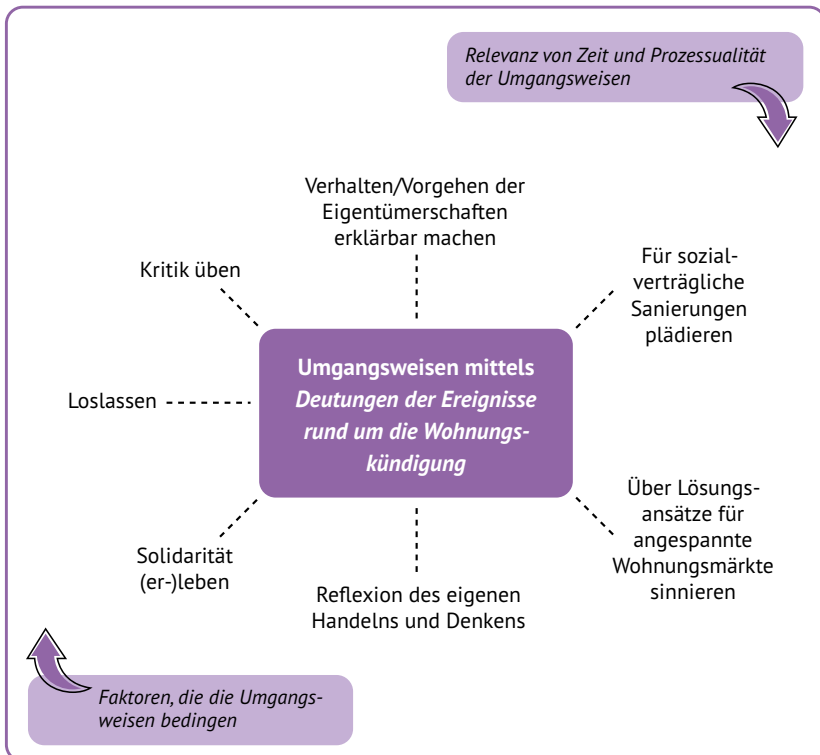 Relevanz von Zeit und Prozessualität
der Umgangsweisen
Verhalten/Vorgehen der
Eigentümerschaften
erklärbar machen
Kritik üben
Für sozial-
verträgliche
Sanierungen
plädieren
Umgangsweisen mittels
Deutungen der Ereignisse
rund um die Wohnungs-
kündigung
Loslassen
Über Lösungs-
ansätze für
angespannte
Wohnungsmärkte
sinnieren
Solidarität
(er-)leben
Reflexion des eigenen
Handelns und Denkens
Faktoren, die die Umgangs-
weisen bedingen